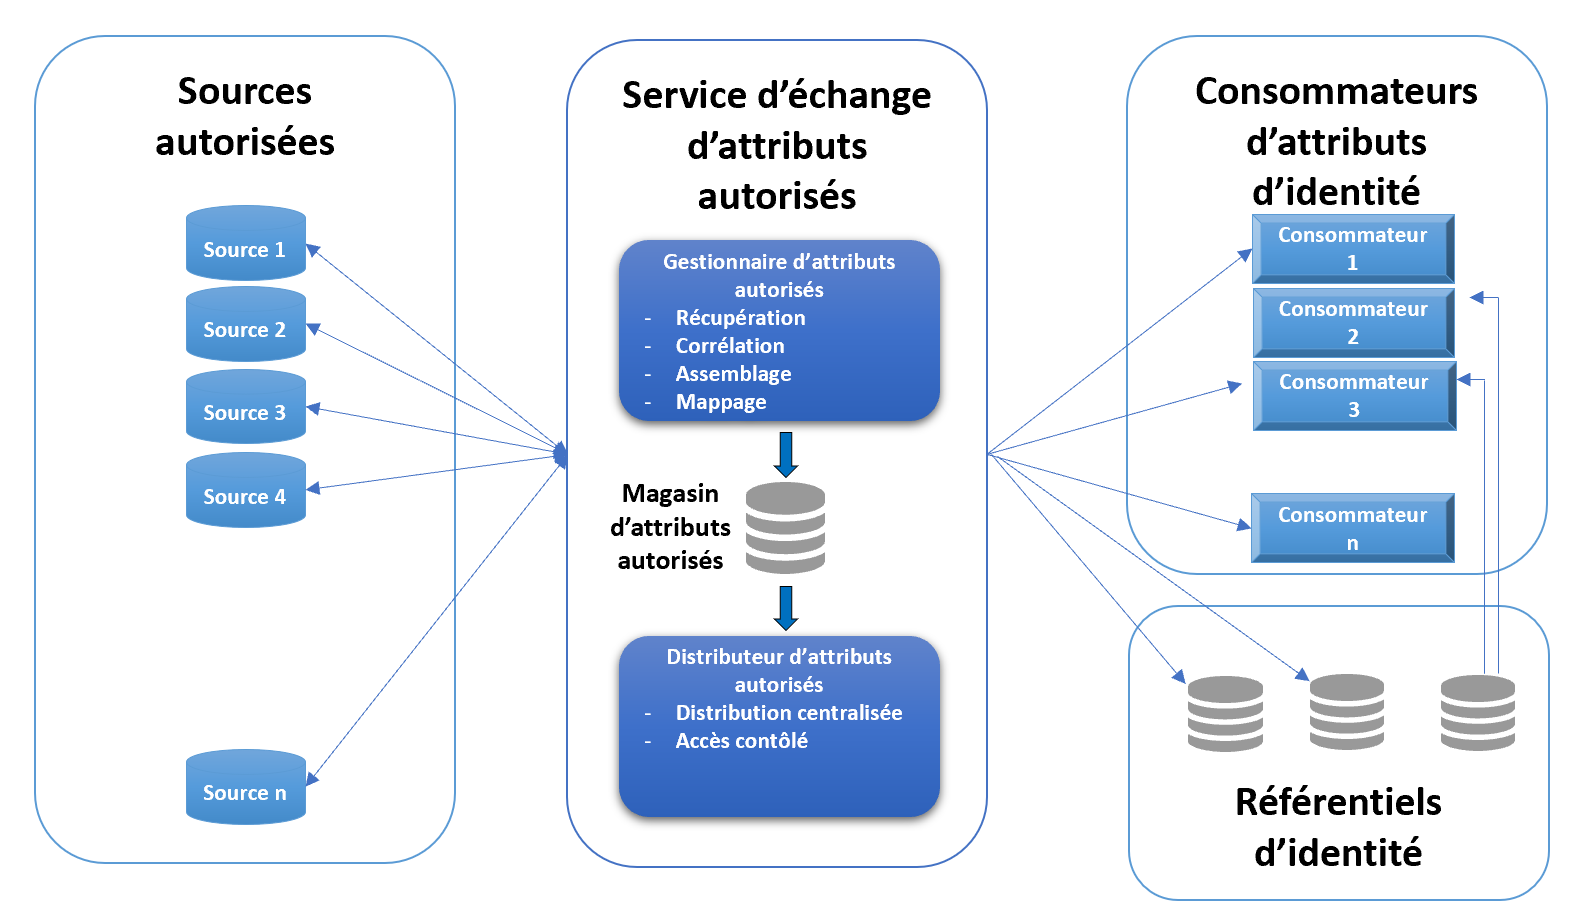 Sources
autorisées
Source 1
Source 2
Source 3
Source 4
Source n
Service d’échange
d’attributs
autorisés
Gestionnaire d’attributs
autorisés
- Récupération
- Corrélation
- Assemblage
- Mappage
Magasin
d’attributs
autorisés
Distributeur d’attributs
autorisés
- Distribution centralisée
- Accès contôlé
Consommateurs
d’attributs
d’identité
Consommateur
1
Consommateur
2
Consommateur
3
Consommateur
n
Référentiels
d’identité